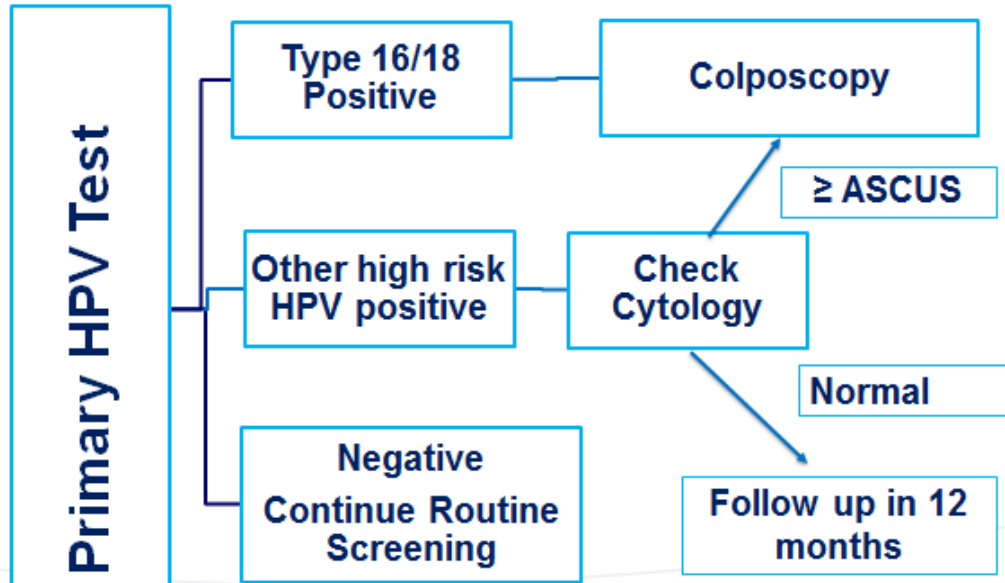 Primary HPV Test
Type 16/18
Positive
Colposcopy
≥ ASCUS
Other high risk
HPV positive
Check
Cytology
Normal
Negative
Continue Routine
Screening
Follow up in 12
months